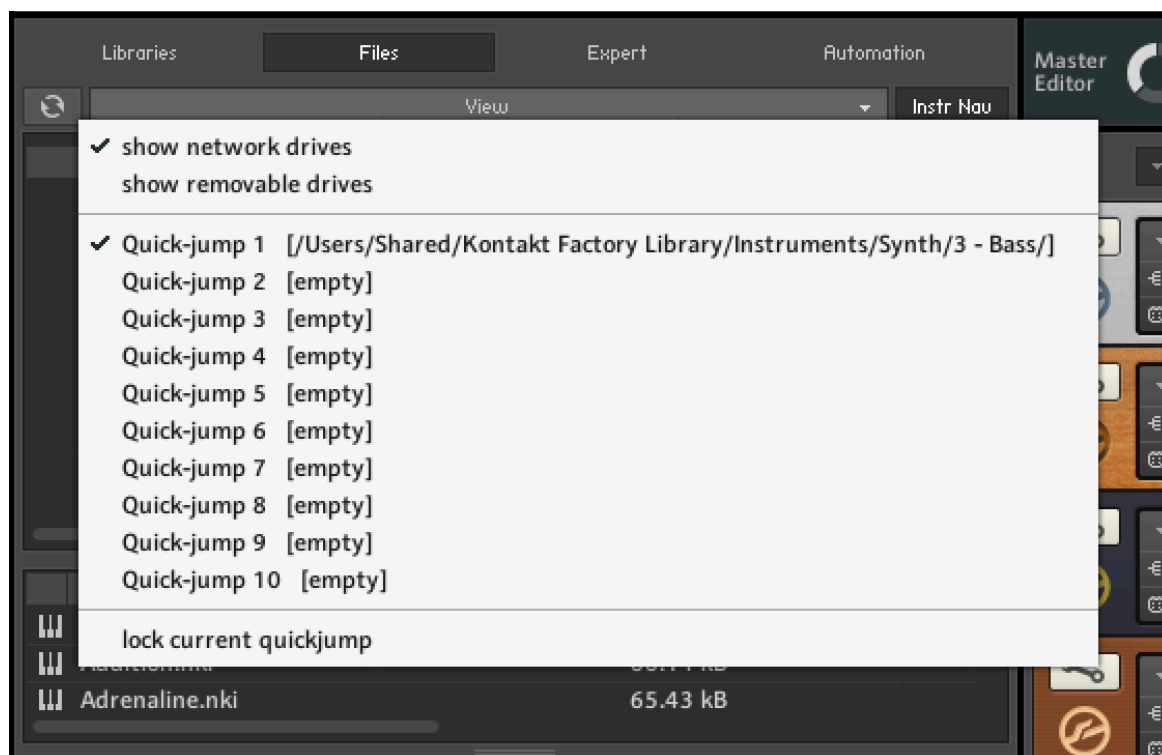 Libraries Files Expert Automation
Master
Editor
View Instr Nav
show network drives
show removable drives
Quick-jump 1 [/Users/Shared/Kontakt Factory Library/Instruments/Synth/3 - Bass/]
Quick-jump 2 [empty]
Quick-jump 3 [empty]
Quick-jump 4 [empty]
Quick-jump 5 [empty]
Quick-jump 6 [empty]
Quick-jump 7 [empty]
Quick-jump 8 [empty]
Quick-jump 9 [empty]
Quick-jump 10 [empty]
lock current quickjump
Adrenaline.nki 65.43 kB